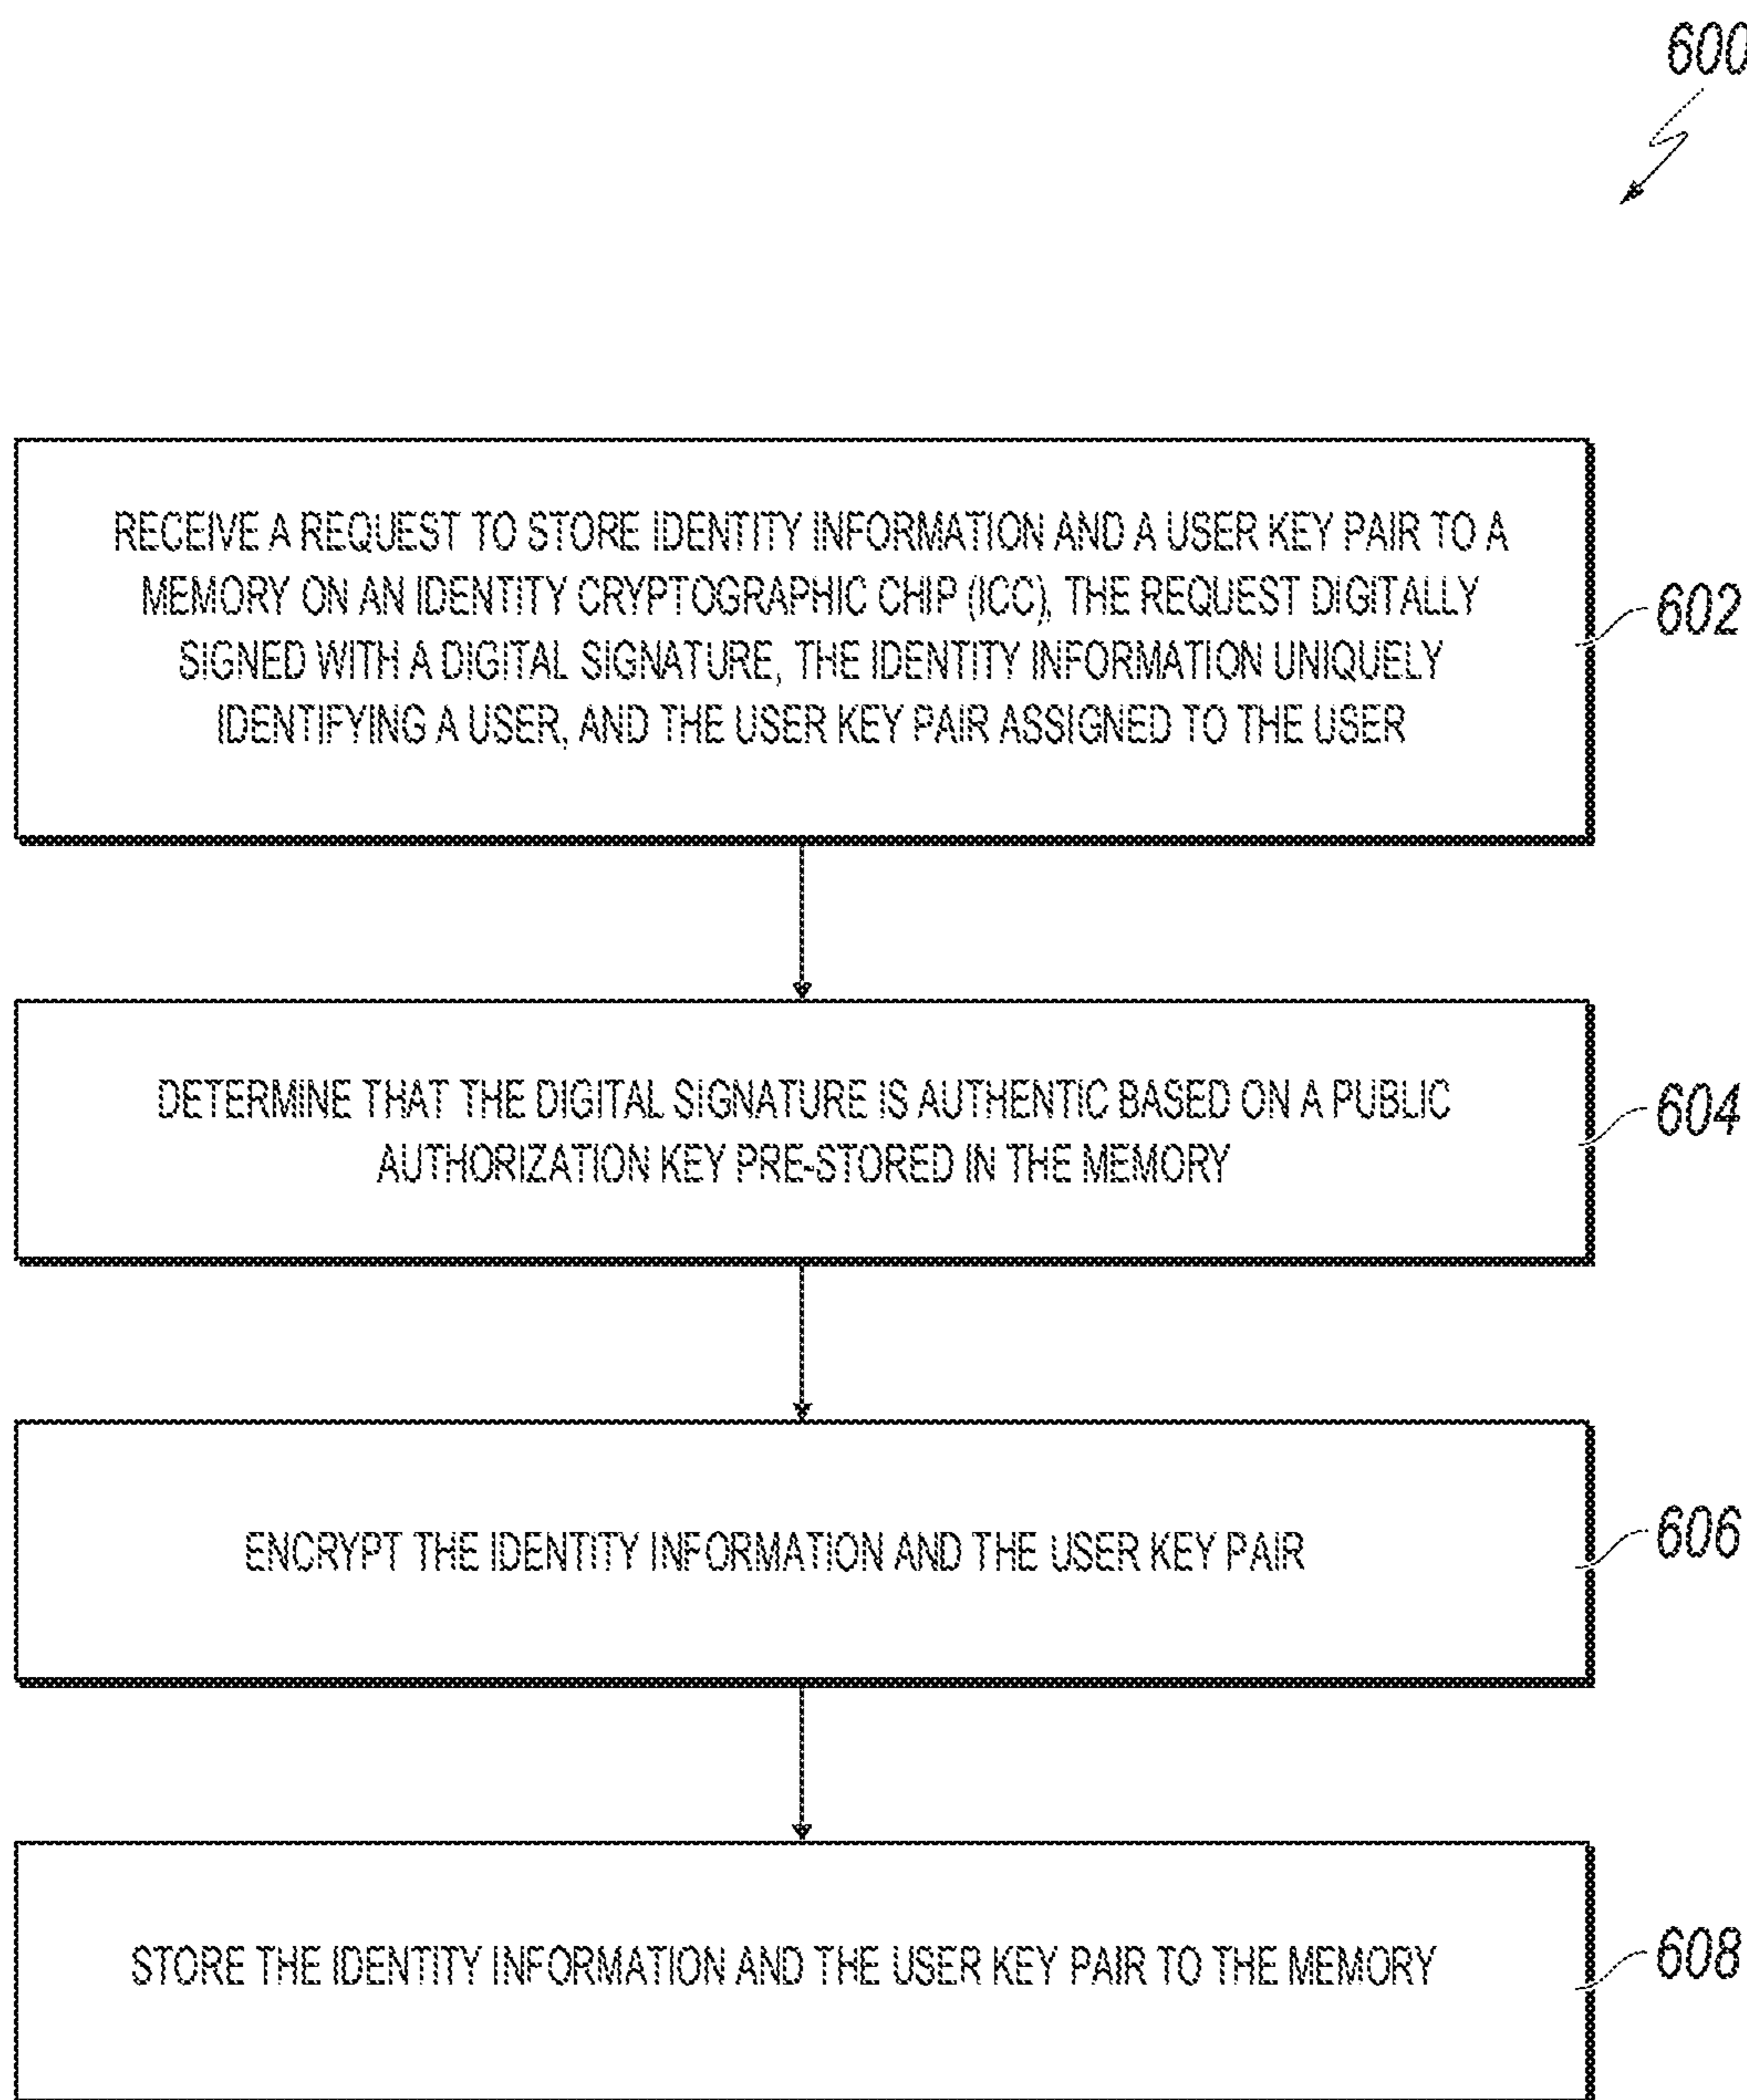 600
RECEIVE A REQUEST TO STORE IDENTITY INFORMATION AND A USER KEY PAIR TO A
MEMORY ON AN IDENTITY CRYPTOGRAPHIC CHIP (ICC), THE REQUEST DIGITALLY
SIGNED WITH A DIGITAL SIGNATURE, THE IDENTITY INFORMATION UNIQUELY
IDENTIFYING A USER, AND THE USER KEY PAIR ASSIGNED TO THE USER
602
DETERMINE THAT THE DIGITAL SIGNATURE IS AUTHENTIC BASED ON A PUBLIC
AUTHORIZATION KEY PRE-STORED IN THE MEMORY
604
ENCRYPT THE IDENTITY INFORMATION AND THE USER KEY PAIR
606
STORE THE IDENTITY INFORMATION AND THE USER KEY PAIR TO THE MEMORY
608